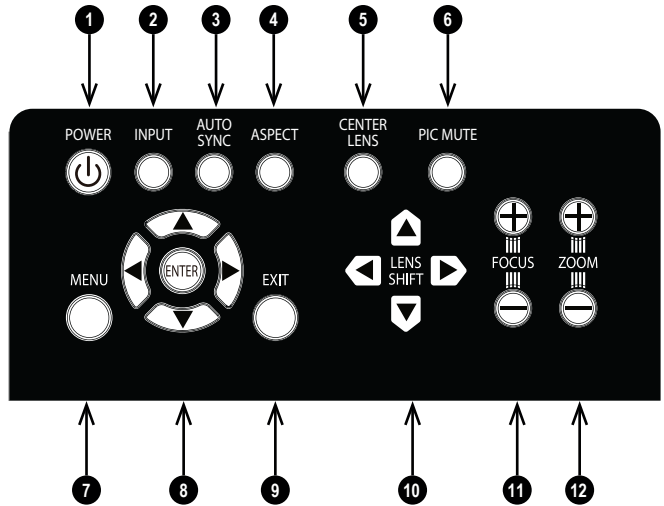 1 2 3 4 5 6
POWER INPUT AUTO SYNC ASPECT CENTER LENS PIC MUTE
MENU ENTER EXIT LENS SHIFT FOCUS ZOOM
7 8 9 10 11 12